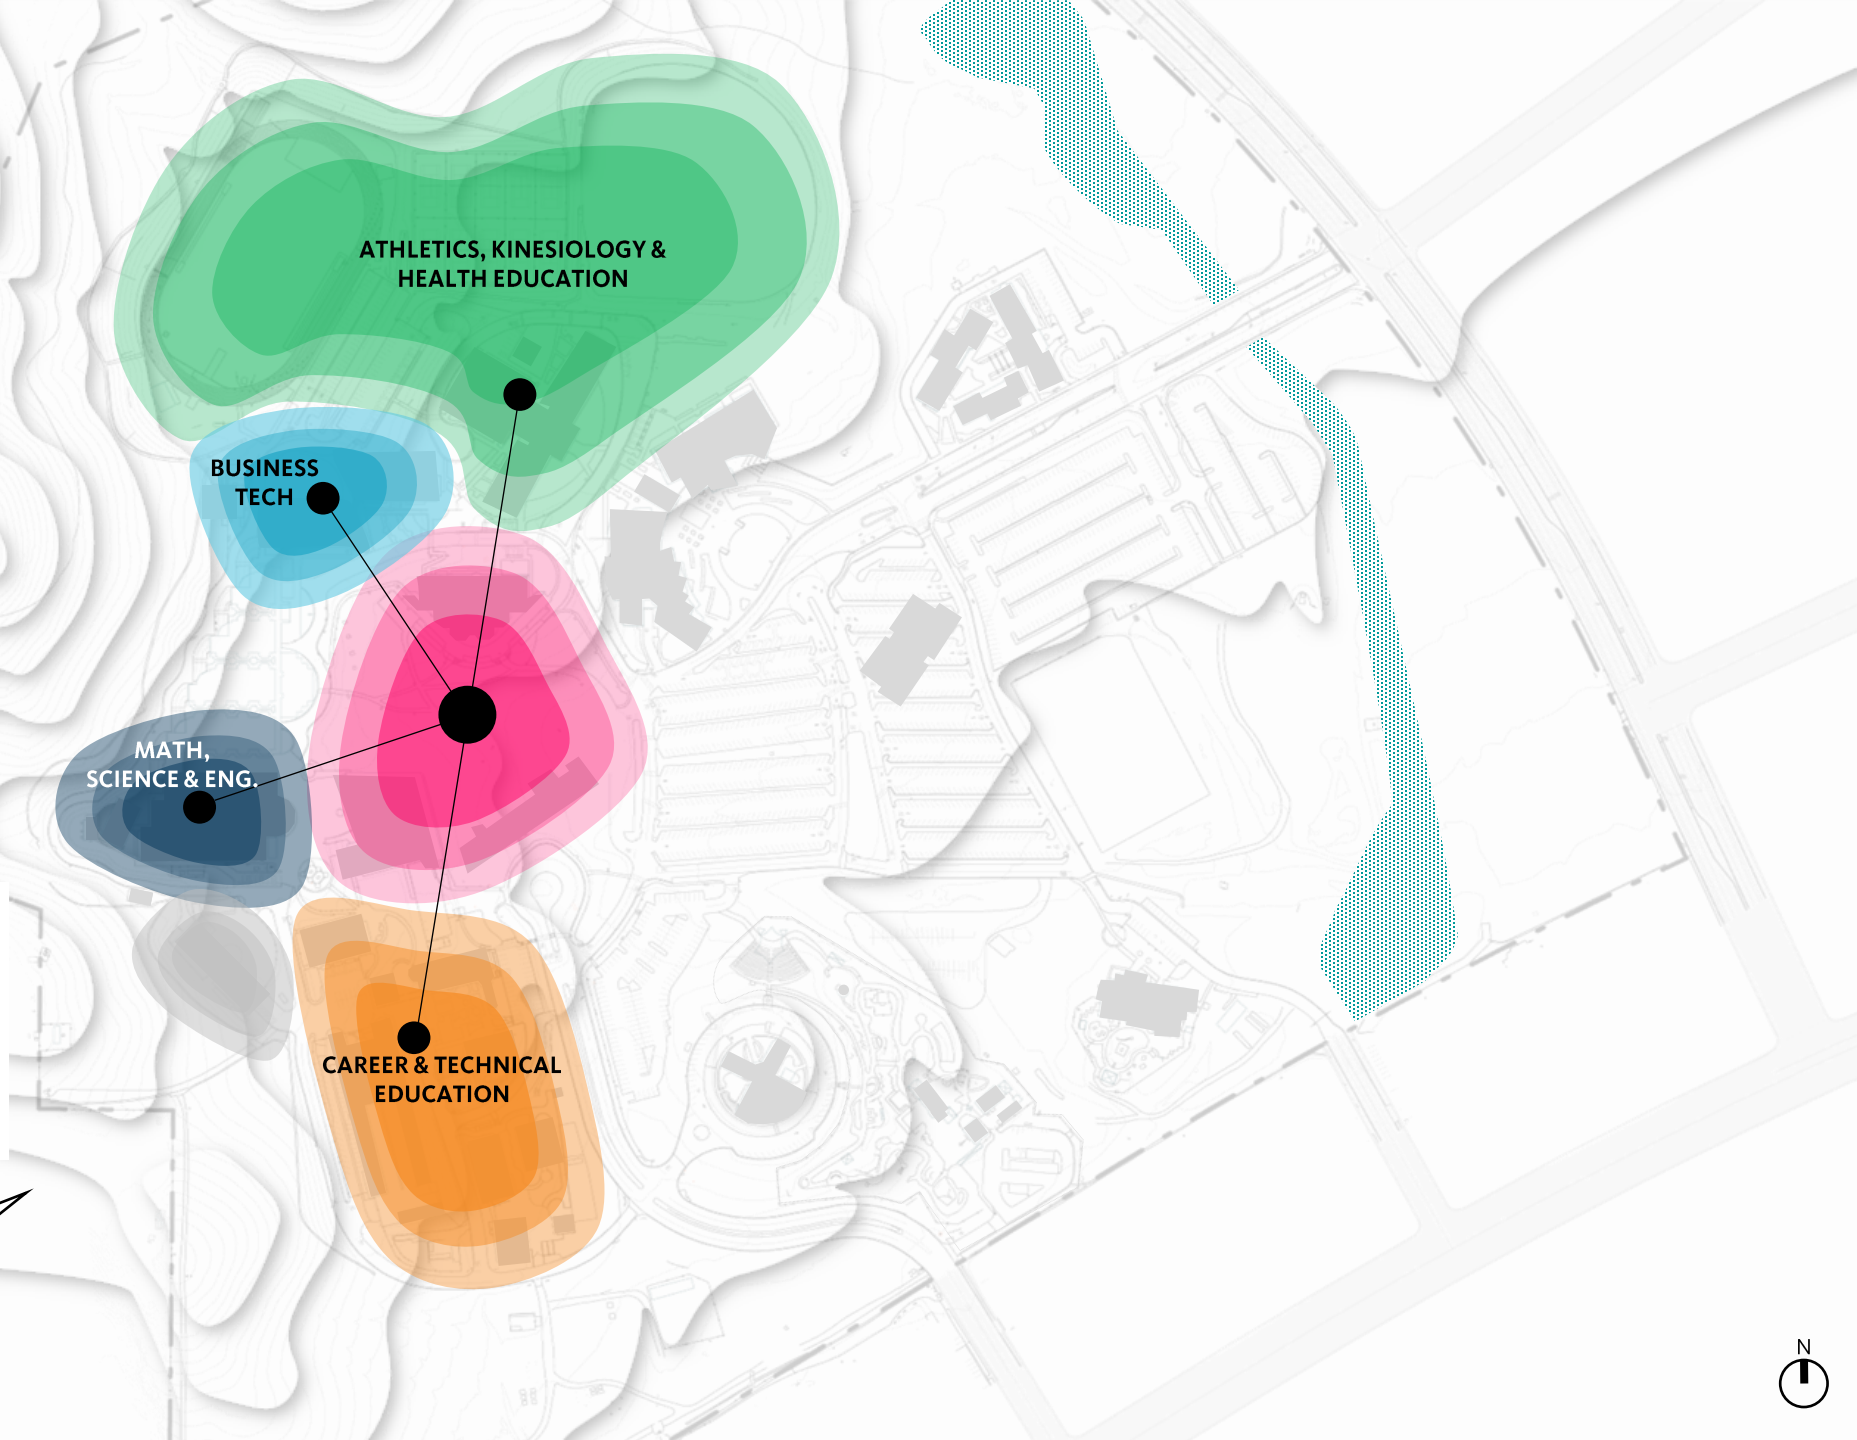 ATHLETICS, KINESIOLOGY &
HEALTH EDUCATION
BUSINESS
TECH
MATH,
SCIENCE & ENG.
CAREER & TECHNICAL
EDUCATION
N